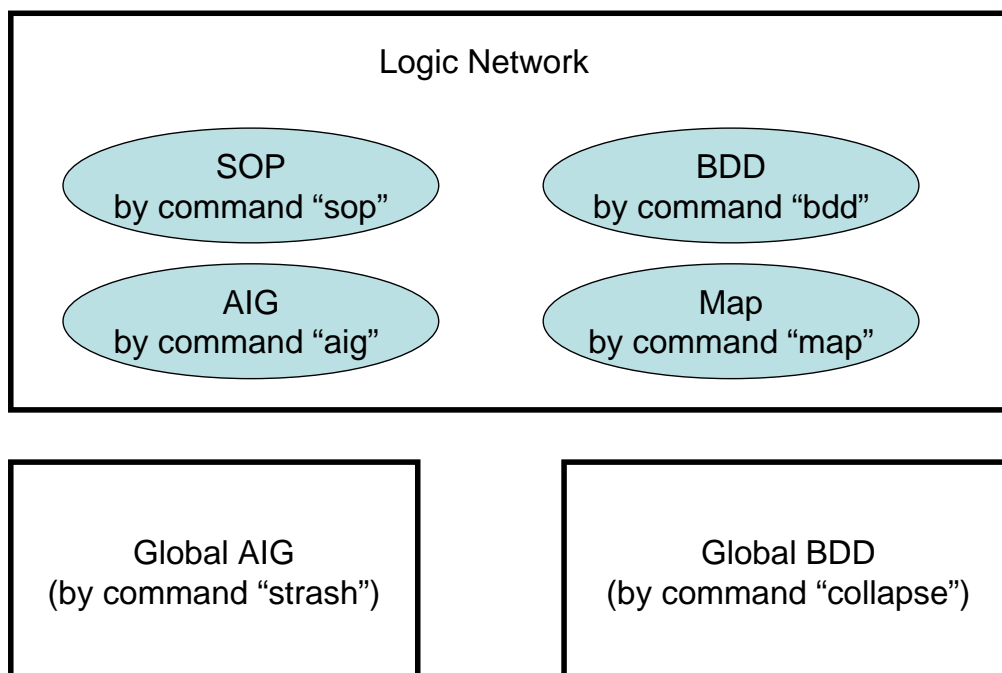 Logic Network
SOP
by command “sop”
BDD
by command “bdd”
AIG
by command “aig”
Map
by command “map”
Global AIG
(by command “strash”)
Global BDD
(by command “collapse”)